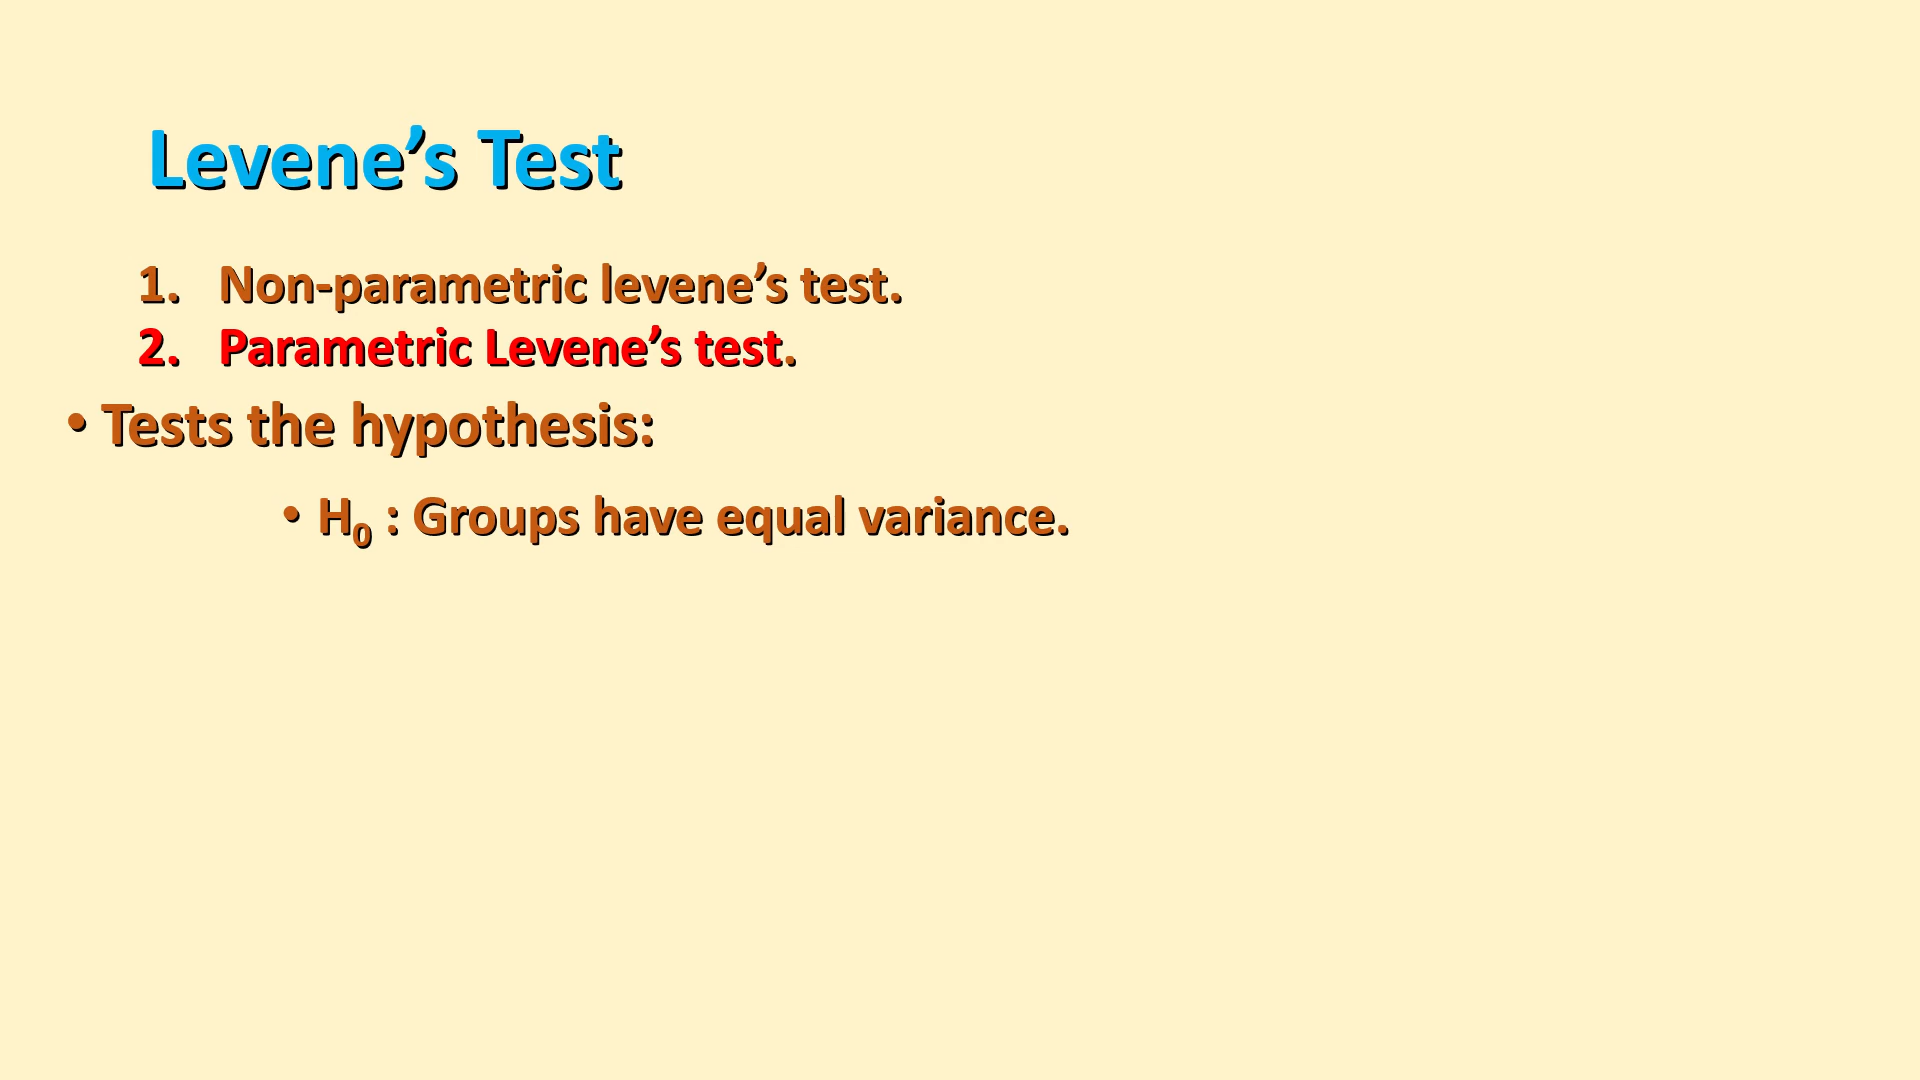 Levene’s Test
1. Non-parametric levene’s test.
2. Parametric Levene’s test.
• Tests the hypothesis:
• H₀ : Groups have equal variance.